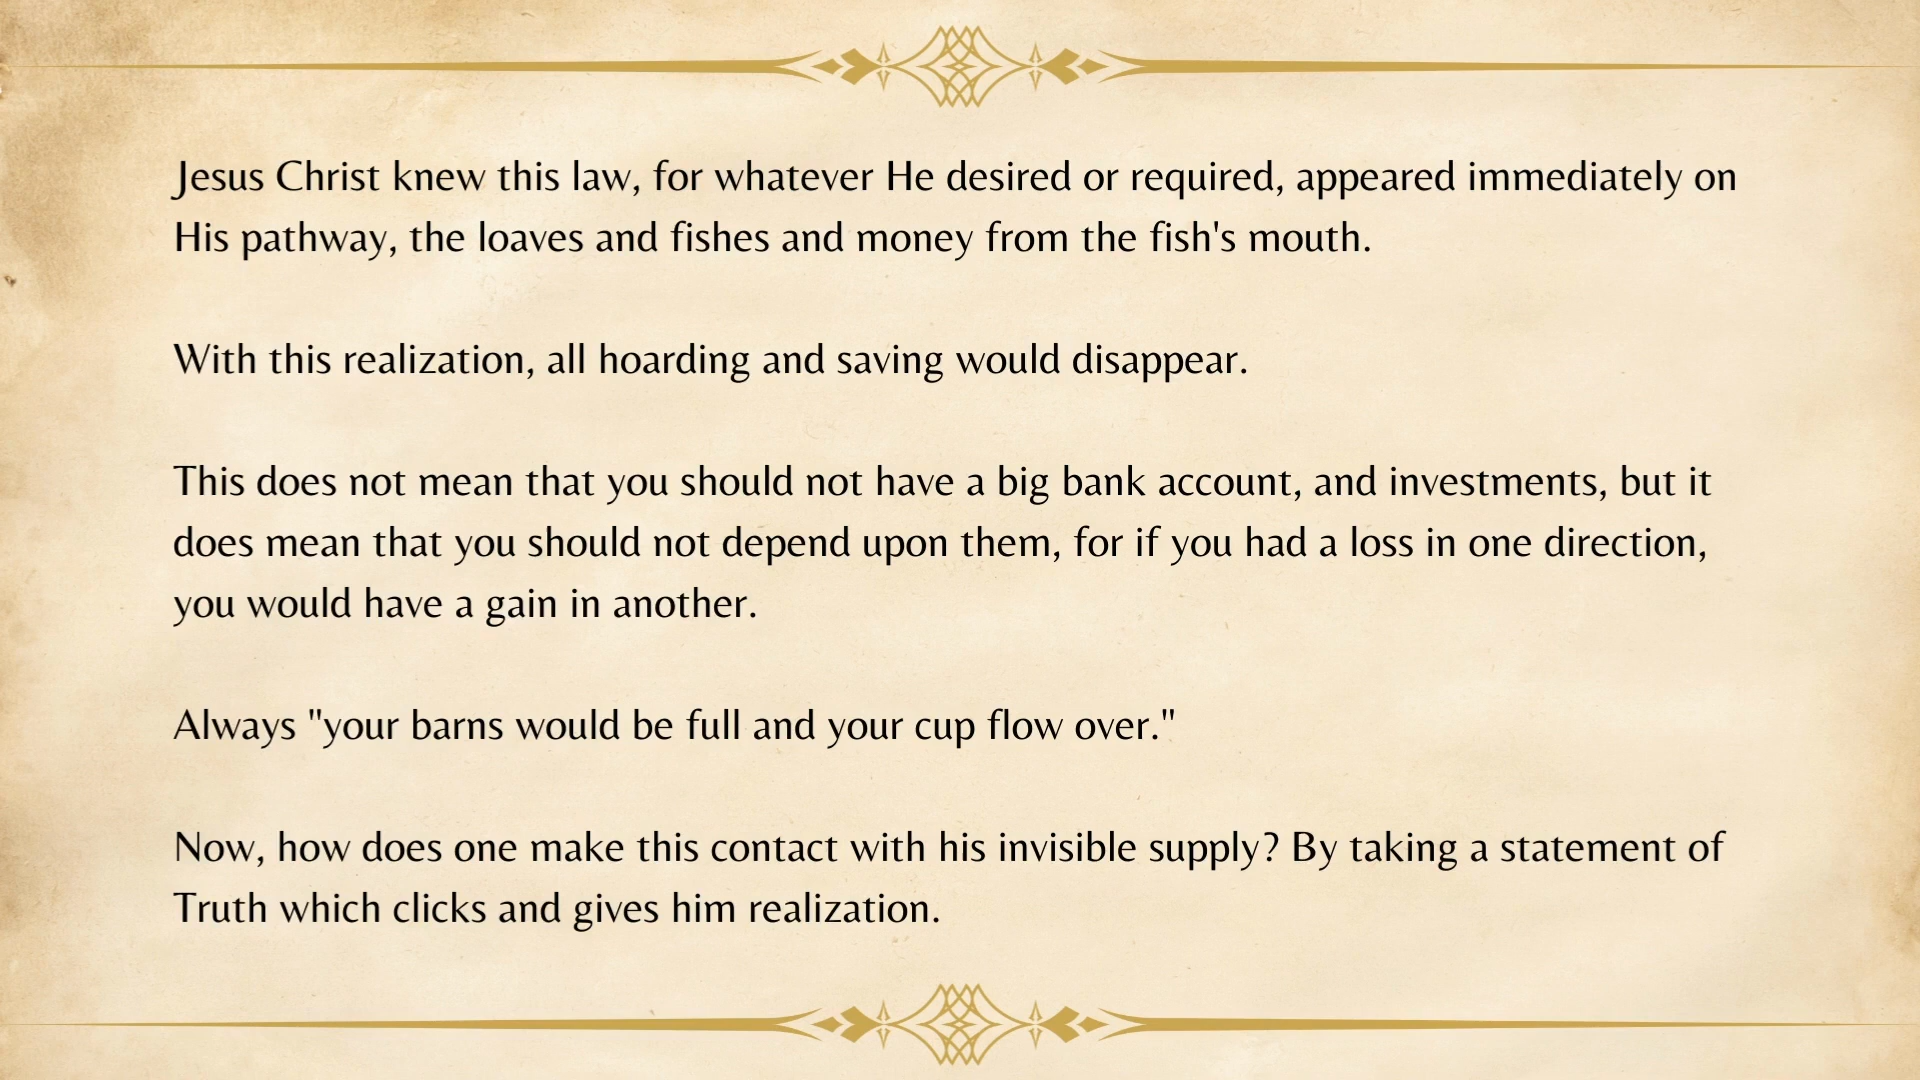 Jesus Christ knew this law, for whatever He desired or required, appeared immediately on
His pathway, the loaves and fishes and money from the fish's mouth.
With this realization, all hoarding and saving would disappear.
This does not mean that you should not have a big bank account, and investments, but it
does mean that you should not depend upon them, for if you had a loss in one direction,
you would have a gain in another.
Always "your barns would be full and your cup flow over."
Now, how does one make this contact with his invisible supply? By taking a statement of
Truth which clicks and gives him realization.